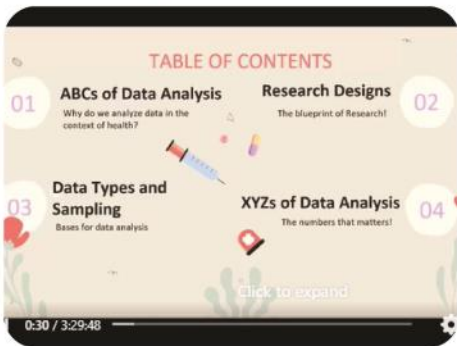 TABLE OF CONTENTS
01
ABCs of Data Analysis
Why do we analyze data in the
context of health?
Research Designs
The blueprint of Research!
02
03
Data Types and
Sampling
Bases for data analysis
XYZs of Data Analysis
The numbers that matters!
04
Click to expand
0:30 / 3:29:48